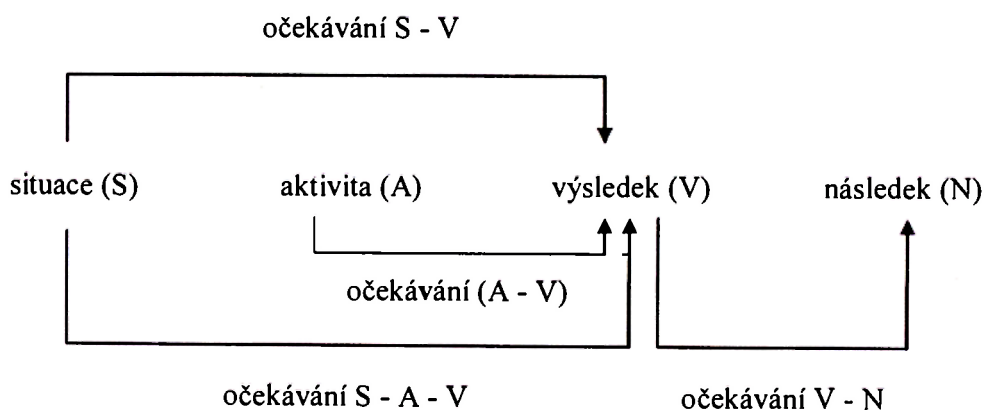 očekávání S - V
situace (S) aktivita (A) výsledek (V) následek (N)
očekávání (A - V)
očekávání S - A - V očekávání V - N